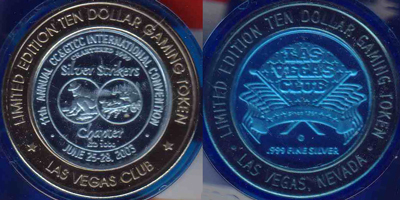 LIMITED EDITION TEN DOLLAR GAMING TOKEN
11th ANNUAL CC&GTCC INTERNATIONAL CONVENTION
Silver Strikers
Chapter
JUNE 25-28, 2003
• LAS VEGAS CLUB •
LIMITED EDITION TEN DOLLAR GAMING TOKEN
LAS
VEGAS
CLUB
.999 FINE SILVER
• LAS VEGAS, NEVADA •